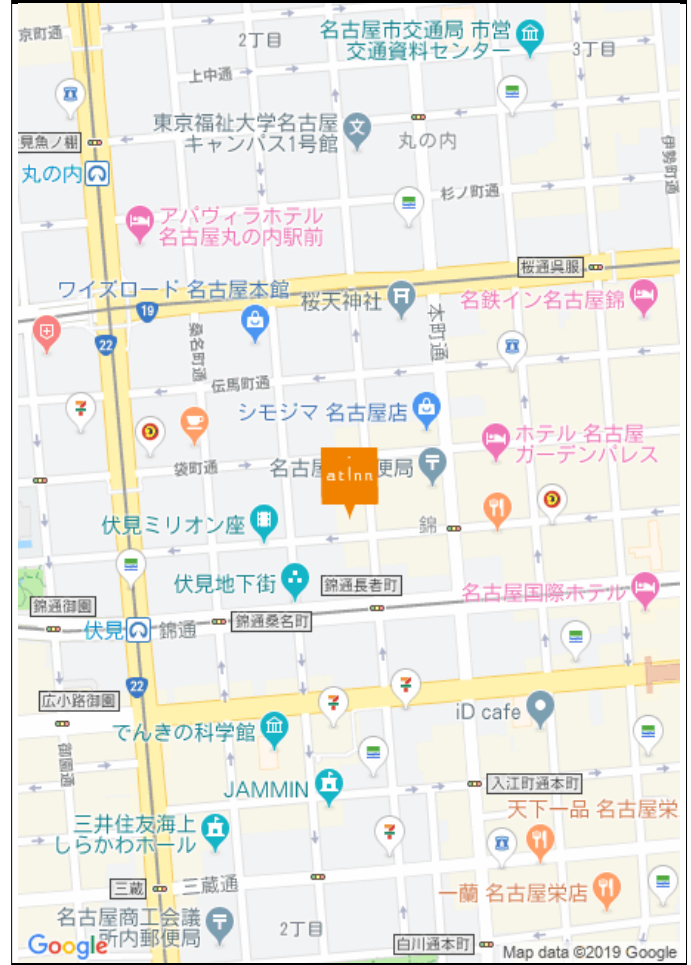 京町通
2丁目
名古屋市交通局 市営
交通資料センター
3丁目
上中通
東京福祉大学名古屋
キャンパス1号館
丸の内
見魚ノ棚
伊勢町通
丸の内
杉ノ町通
アパヴィラホテル
名古屋丸の内駅前
桜通呉服
ワイズロード 名古屋本館
桜天神社
名鉄イン名古屋錦
19
22
桑名町通
本町通
伝馬町通
シモジマ 名古屋店
ホテル 名古屋
ガーデンパレス
袋町通
名古屋
便局
at Inn
伏見ミリオン座
錦
伏見地下街
錦通長者町
名古屋国際ホテル
錦通御園
錦通桑名町
伏見
錦通
22
広小路御園
iD cafe
でんきの科学館
御園通
JAMMIN
入江町通本町
天下一品 名古屋栄
三井住友海上
しらかわホール
三蔵
三蔵通
一蘭 名古屋栄店
名古屋商工会議
所内郵便局
2丁目
白川通本町
Google
Map data ©2019 Google